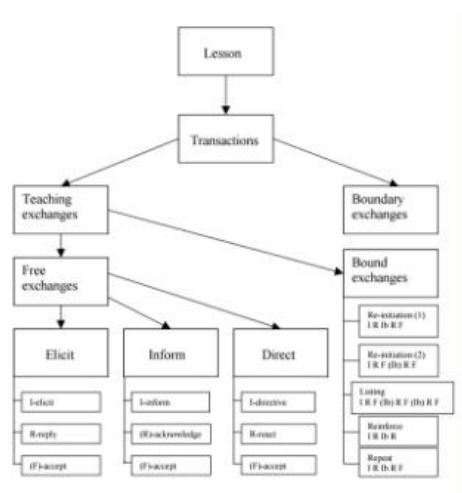 Lesson
Transactions
Teaching
exchanges
Boundary
exchanges
Free
exchanges
Bound
exchanges
Elicit
Inform
Direct
Re-initiation (1)
I R Ib R F
Re-initiation (2)
I R F (Ib) R F
Listing
I R F (Ib) R F (Ib) R F
Reinforce
I R Ib R
Repeat
I R Ib R F
I-elicit
I-inform
I-directive
R-reply
(R)-acknowledge
R-react
(F)-accept
(F)-accept
(F)-accept